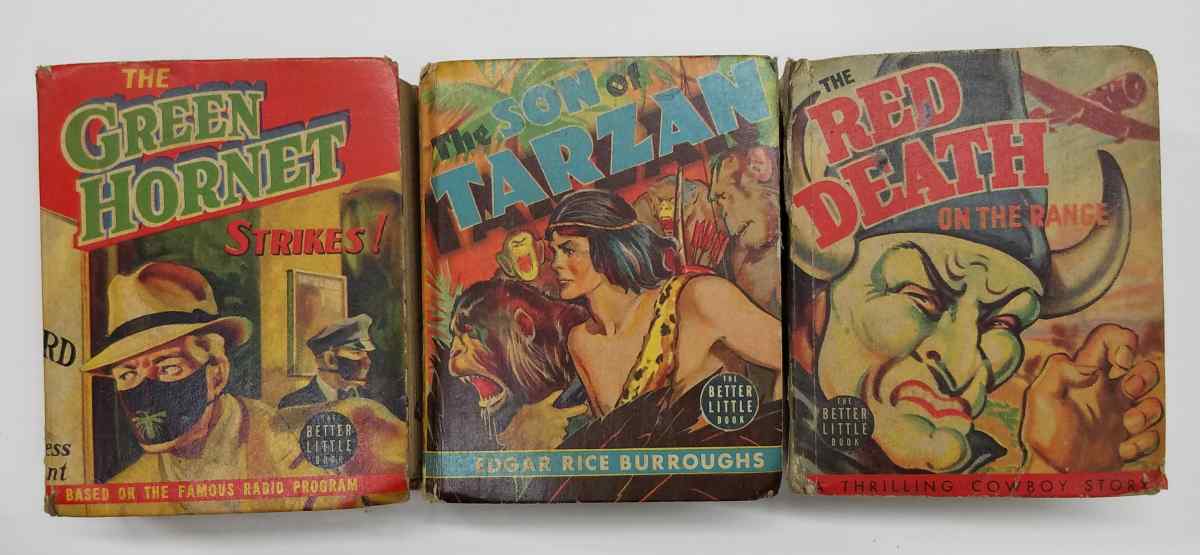 THE
GREEN
HORNET
STRIKES!
RD
ess
nt
THE
BETTER
LITTLE
BOOK
BASED ON THE FAMOUS RADIO PROGRAM
The SON OF
TARZAN
THE
BETTER
LITTLE
BOOK
EDGAR RICE BURROUGHS
THE
RED
DEATH
ON THE RANGE
THE
BETTER
LITTLE
BOOK
A THRILLING COWBOY STORY